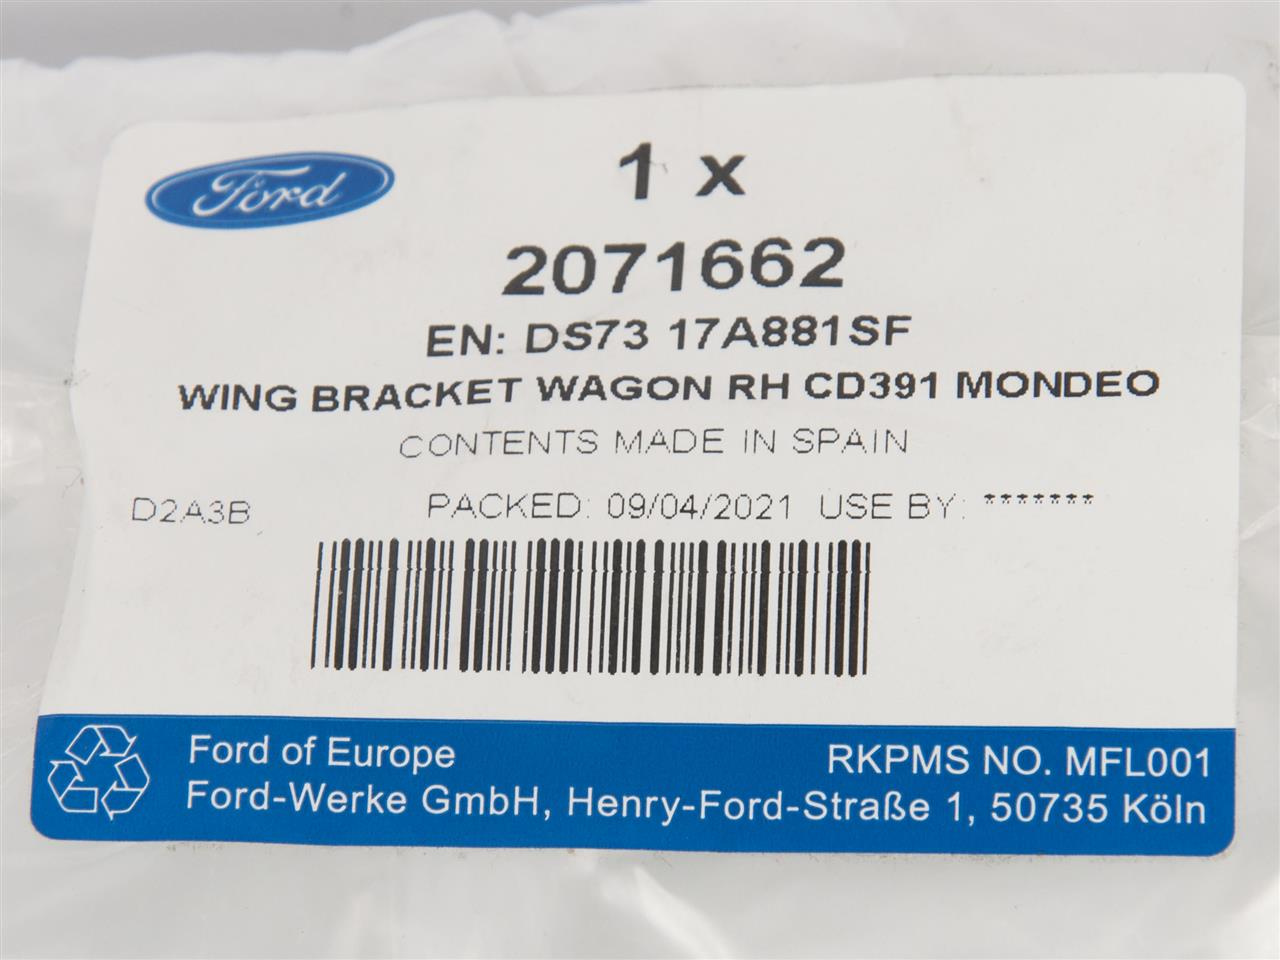 Ford
1 x
2071662
EN: DS73 17A881SF
WING BRACKET WAGON RH CD391 MONDEO
CONTENTS MADE IN SPAIN
D2A3B PACKED: 09/04/2021 USE BY: *******
Ford of Europe RKPMS NO. MFL001
Ford-Werke GmbH, Henry-Ford-Straße 1, 50735 Köln